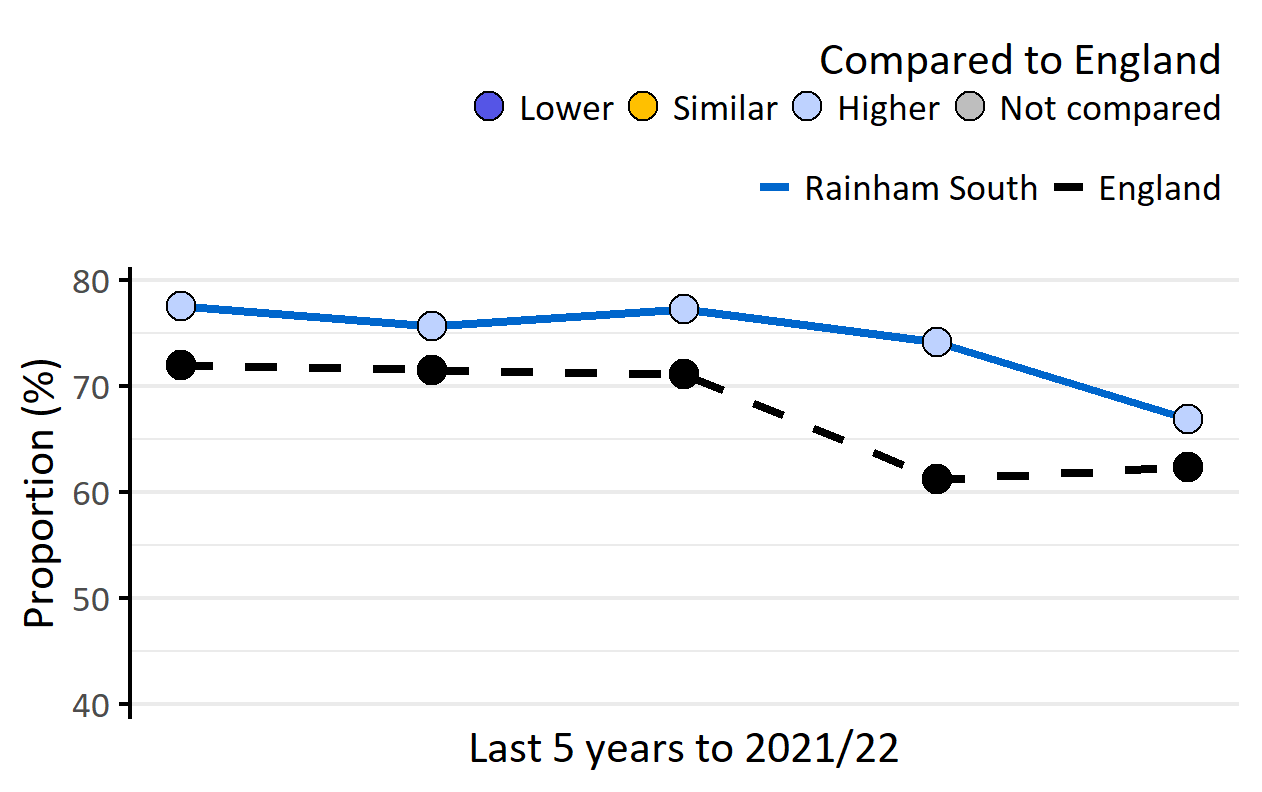 Compared to England
Lower Similar Higher Not compared
Rainham South England
80
70
60
50
40
Proportion (%)
Last 5 years to 2021/22